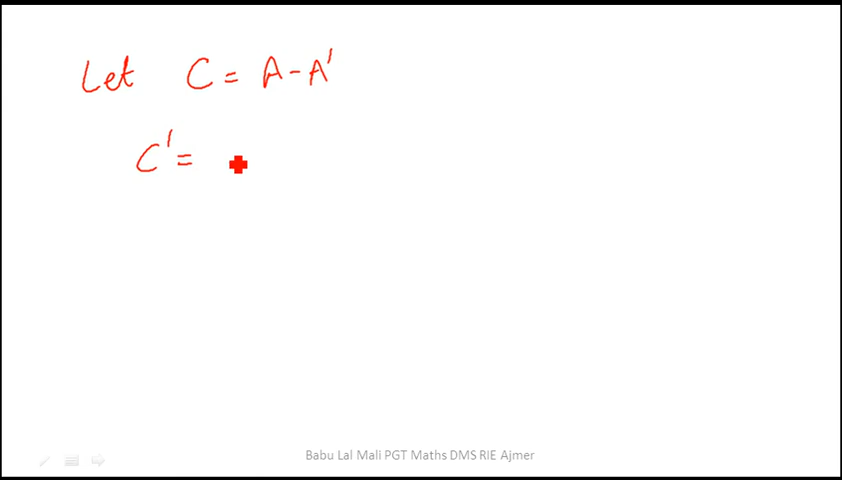 Let C = A - A'
C' =
Babu Lal Mali PGT Maths DMS RIE Ajmer